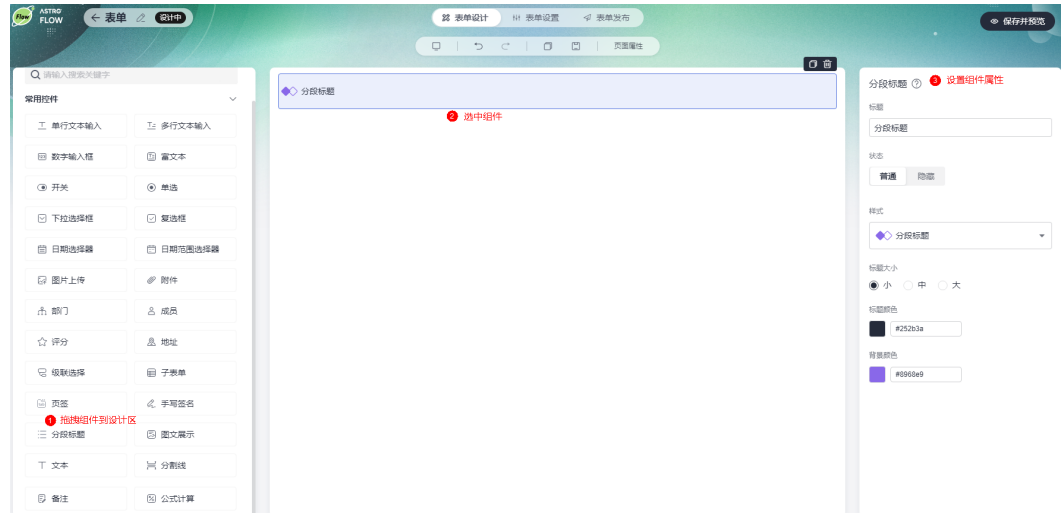 Flow
ASTRO
FLOW
表单
设计中
表单设计
表单设置
表单发布
保存并预览
页面属性
请输入搜索关键字
常用控件
单行文本输入
多行文本输入
数字输入框
富文本
开关
单选
下拉选择框
复选框
日期选择器
日期范围选择器
图片上传
附件
部门
成员
评分
地址
级联选择
子表单
页签
手写签名
1 拖拽组件到设计区
分段标题
图文展示
文本
分割线
备注
公式计算
分段标题
2 选中组件
分段标题
3 设置组件属性
标题
分段标题
状态
普通 隐藏
样式
分段标题
标题大小
小 中 大
标题颜色
#252b3a
背景颜色
#8968e9